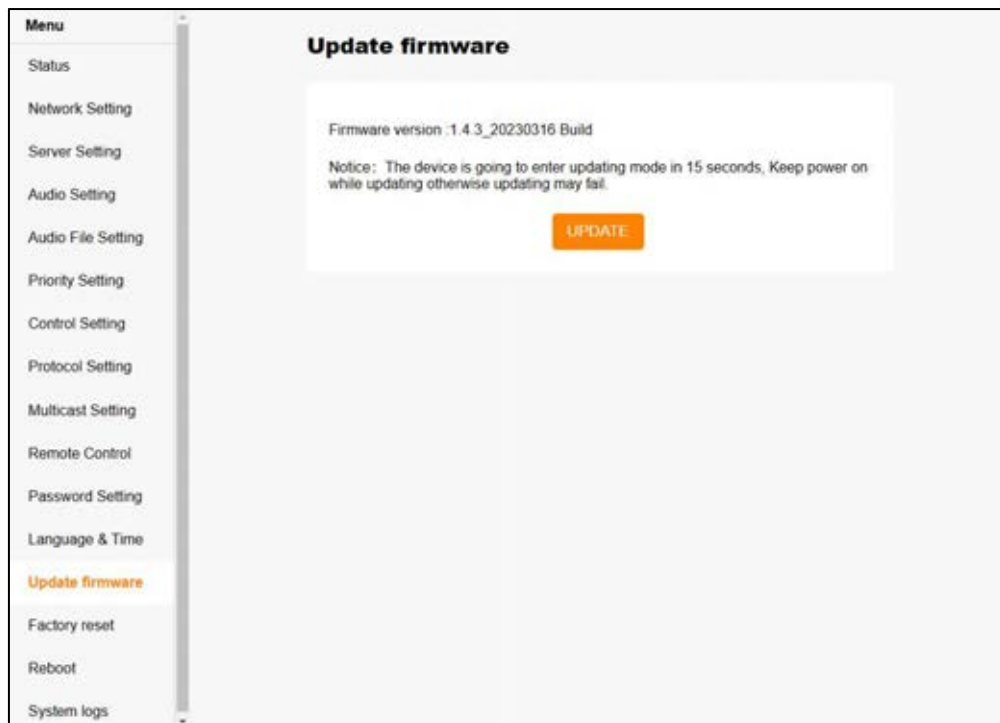 Menu
Status
Network Setting
Server Setting
Audio Setting
Audio File Setting
Priority Setting
Control Setting
Protocol Setting
Multicast Setting
Remote Control
Password Setting
Language & Time
Update firmware
Factory reset
Reboot
System logs
Update firmware
Firmware version :1.4.3_20230316 Build
Notice: The device is going to enter updating mode in 15 seconds, Keep power on
while updating otherwise updating may fail.
UPDATE